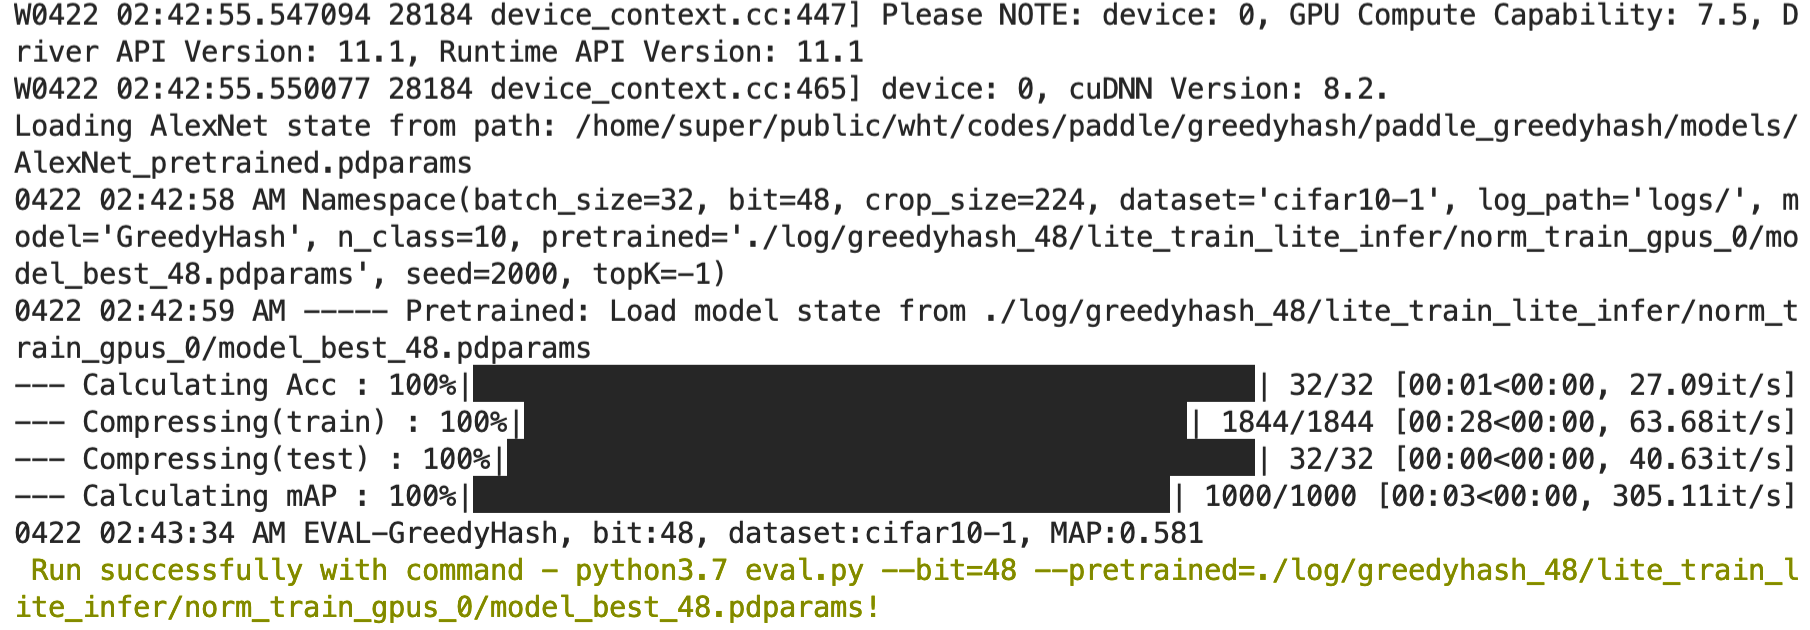 W0422 02:42:55.547094 28184 device_context.cc:447] Please NOTE: device: 0, GPU Compute Capability: 7.5, D
river API Version: 11.1, Runtime API Version: 11.1
W0422 02:42:55.550077 28184 device_context.cc:465] device: 0, cuDNN Version: 8.2.
Loading AlexNet state from path: /home/super/public/wht/codes/paddle/greedyhash/paddle_greedyhash/models/
AlexNet_pretrained.pdparams
0422 02:42:58 AM Namespace(batch_size=32, bit=48, crop_size=224, dataset='cifar10-1', log_path='logs/', m
odel='GreedyHash', n_class=10, pretrained='./log/greedyhash_48/lite_train_lite_infer/norm_train_gpus_0/mo
del_best_48.pdparams', seed=2000, topK=-1)
0422 02:42:59 AM ----- Pretrained: Load model state from ./log/greedyhash_48/lite_train_lite_infer/norm_t
rain_gpus_0/model_best_48.pdparams
--- Calculating Acc : 100%|| 32/32 [00:01<00:00, 27.09it/s]
--- Compressing(train) : 100%|| 1844/1844 [00:28<00:00, 63.68it/s]
--- Compressing(test) : 100%|| 32/32 [00:00<00:00, 40.63it/s]
--- Calculating mAP : 100%|| 1000/1000 [00:03<00:00, 305.11it/s]
0422 02:43:34 AM EVAL-GreedyHash, bit:48, dataset:cifar10-1, MAP:0.581
Run successfully with command - python3.7 eval.py --bit=48 --pretrained=./log/greedyhash_48/lite_train_l
ite_infer/norm_train_gpus_0/model_best_48.pdparams!